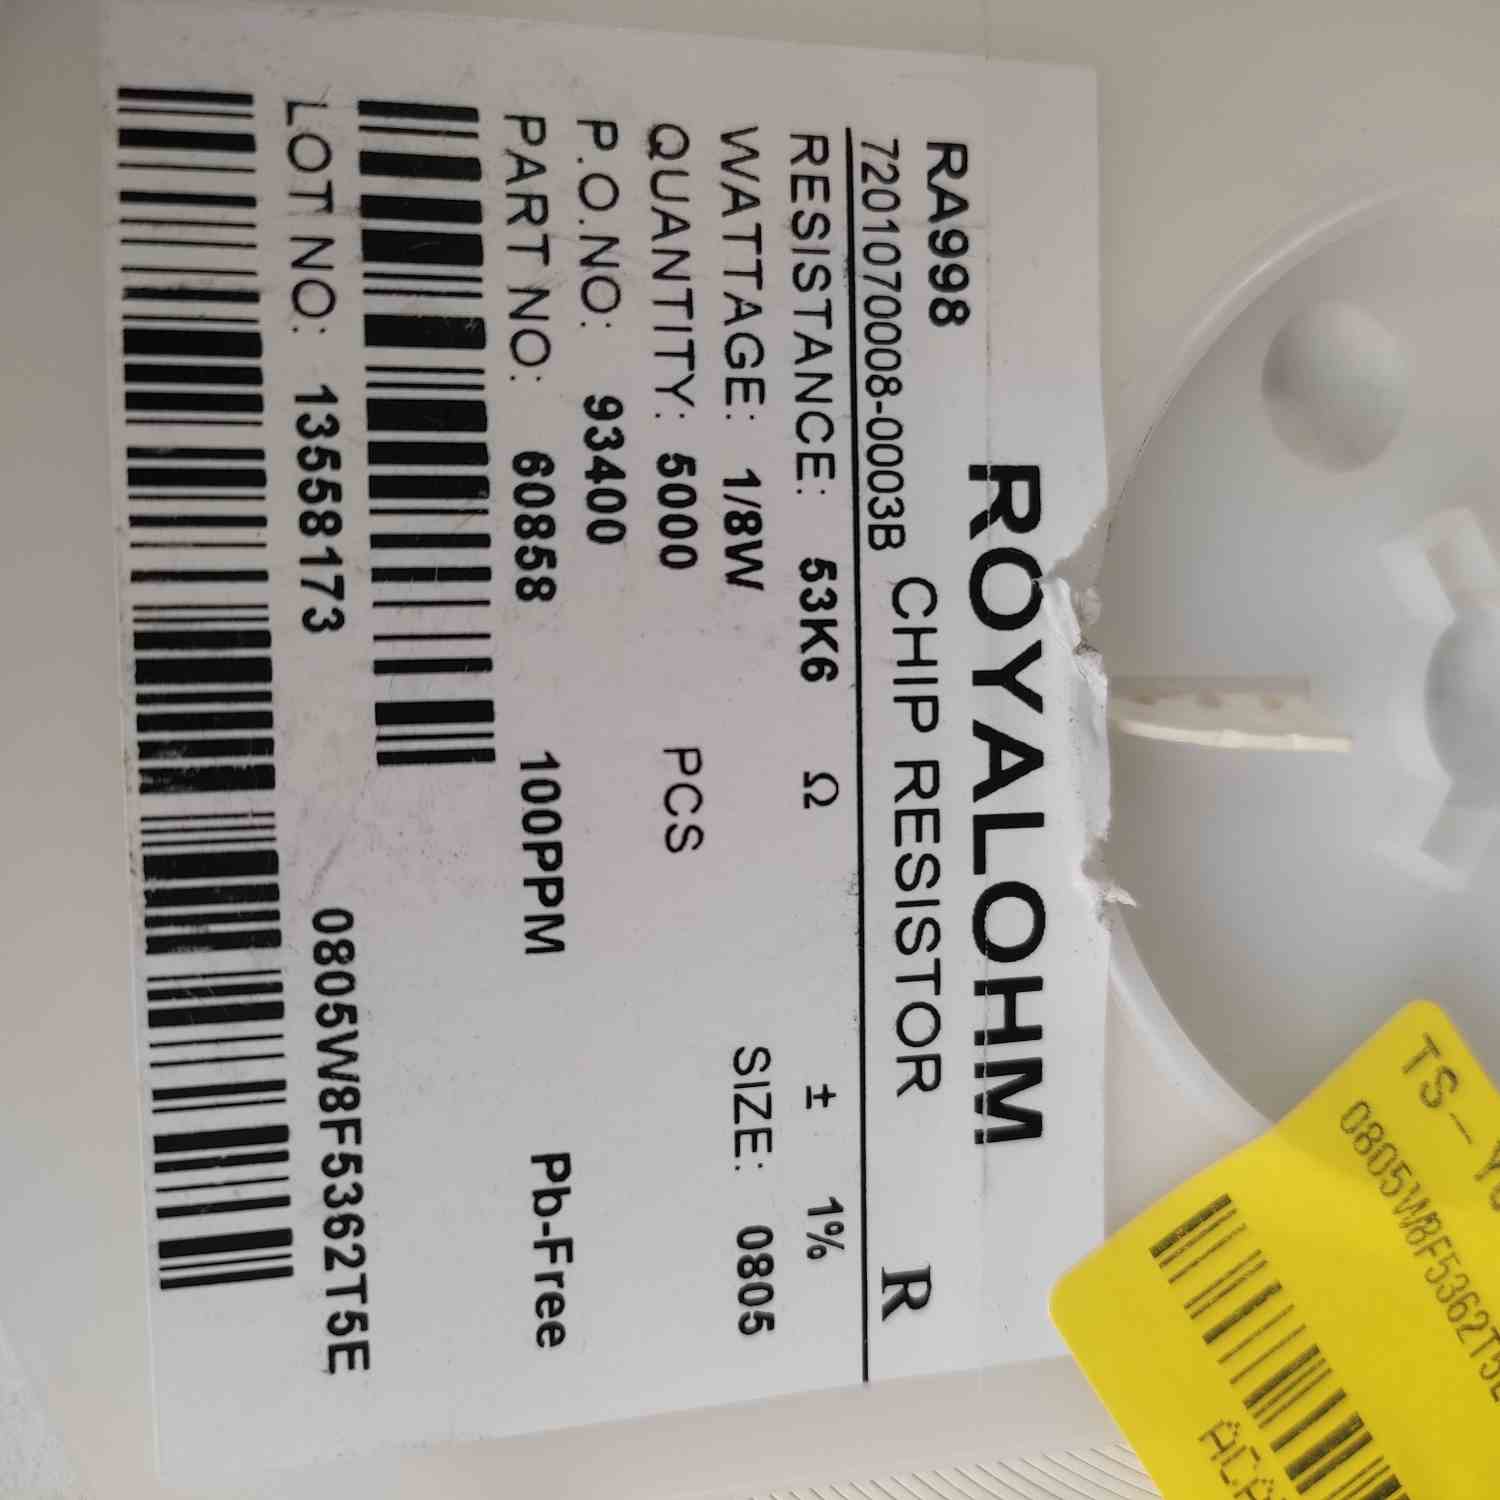 ROYALOHM
RA998
CHIP RESISTOR R
7201070008-0003B
RESISTANCE: 53K6 Ω ± 1%
WATTAGE: 1/8W SIZE: 0805
QUANTITY: 5000 PCS
P.O.NO: 93400
PART NO: 60858 100PPM Pb-Free
LOT NO: 13558173 0805W8F5362T5E
TS-
0805W8F5362T5E